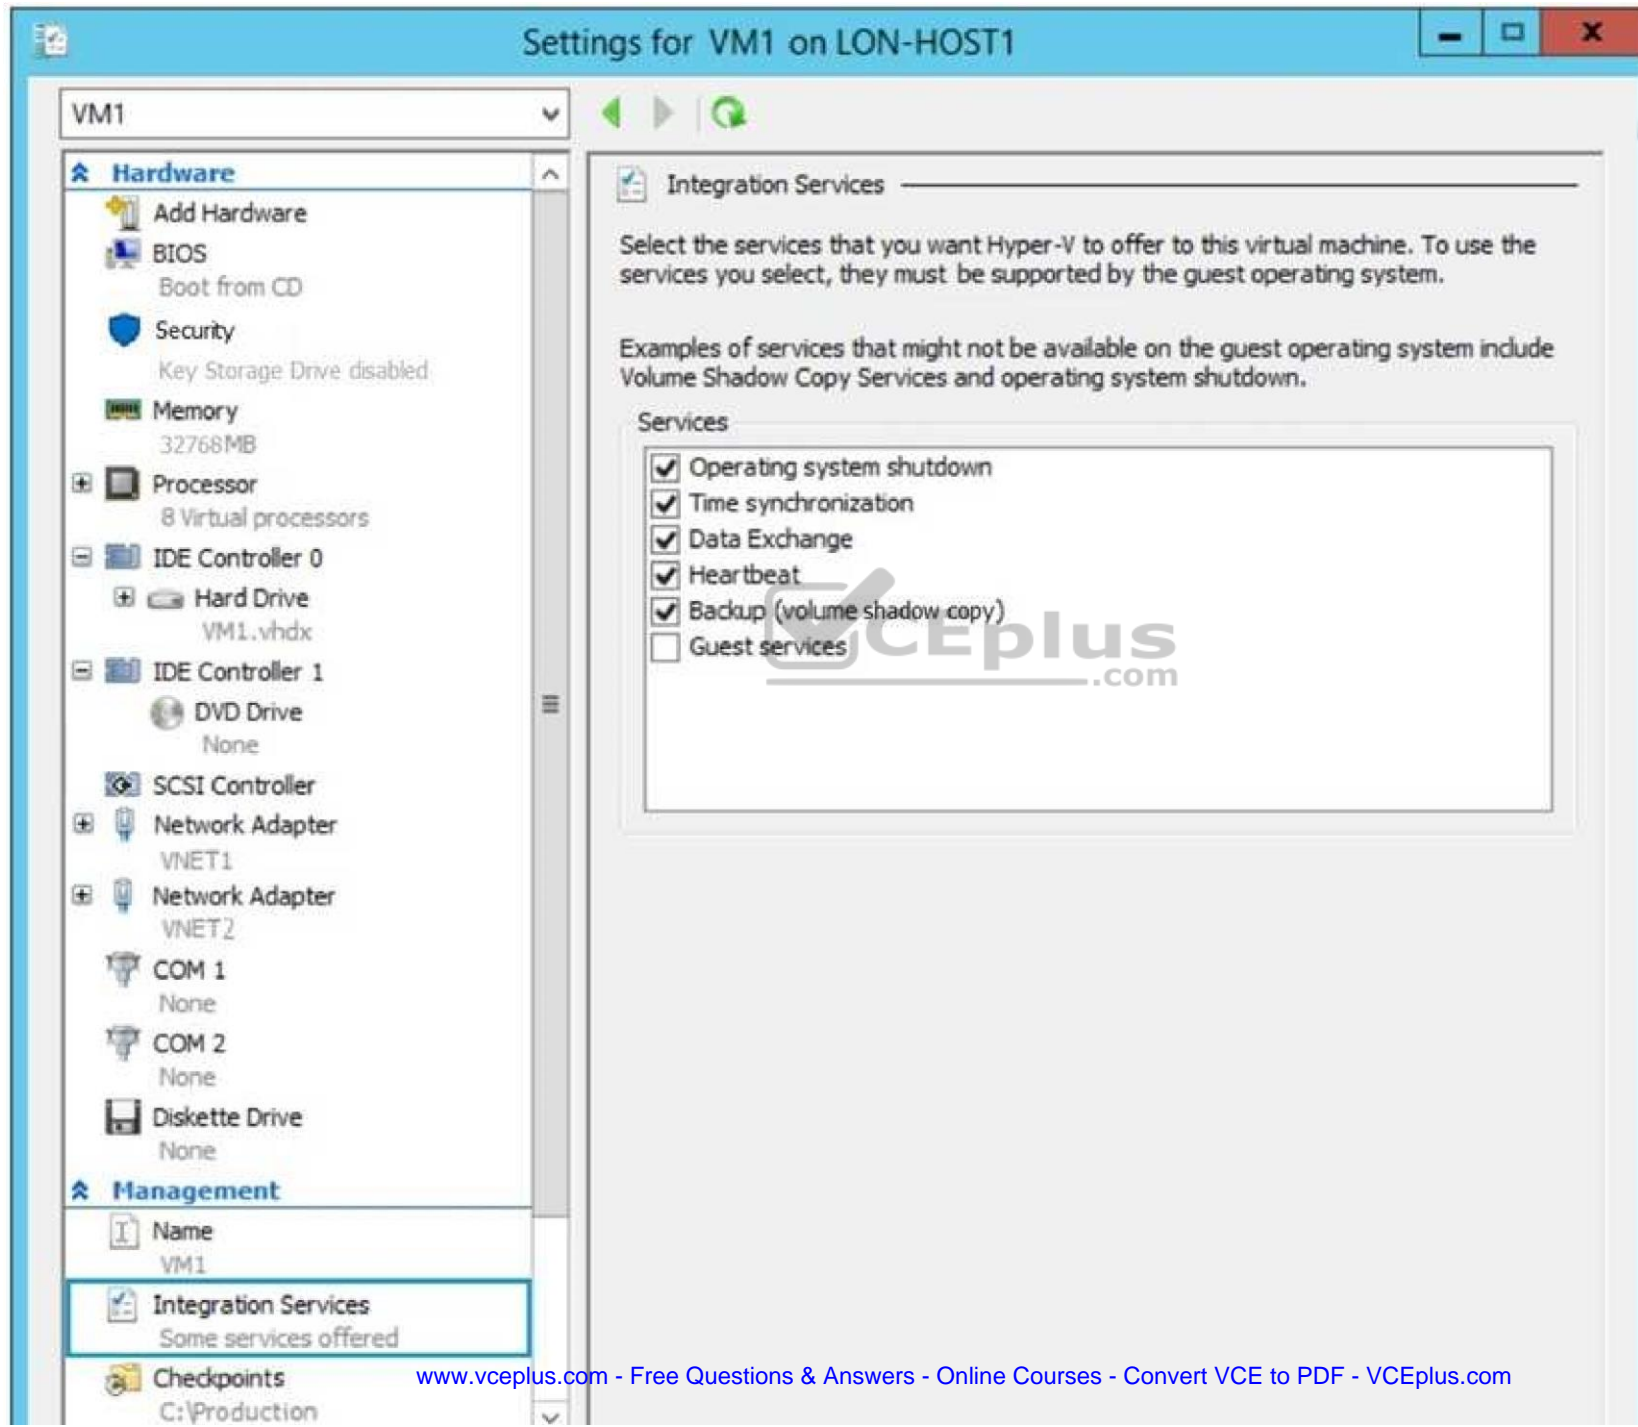 Settings for VM1 on LON-HOST1
VM1
Hardware
Add Hardware
BIOS
Boot from CD
Security
Key Storage Drive disabled
Memory
32768MB
Processor
8 Virtual processors
IDE Controller 0
Hard Drive
VM1.vhdx
IDE Controller 1
DVD Drive
None
SCSI Controller
Network Adapter
VNET1
Network Adapter
VNET2
COM 1
None
COM 2
None
Diskette Drive
None
Management
Name
VM1
Integration Services
Some services offered
Checkpoints
C:\Production
Integration Services
Select the services that you want Hyper-V to offer to this virtual machine. To use the
services you select, they must be supported by the guest operating system.
Examples of services that might not be available on the guest operating system include
Volume Shadow Copy Services and operating system shutdown.
Services
Operating system shutdown
Time synchronization
Data Exchange
Heartbeat
Backup (volume shadow copy)
Guest services
VCEplus
.com
www.vceplus.com - Free Questions & Answers - Online Courses - Convert VCE to PDF - VCEplus.com